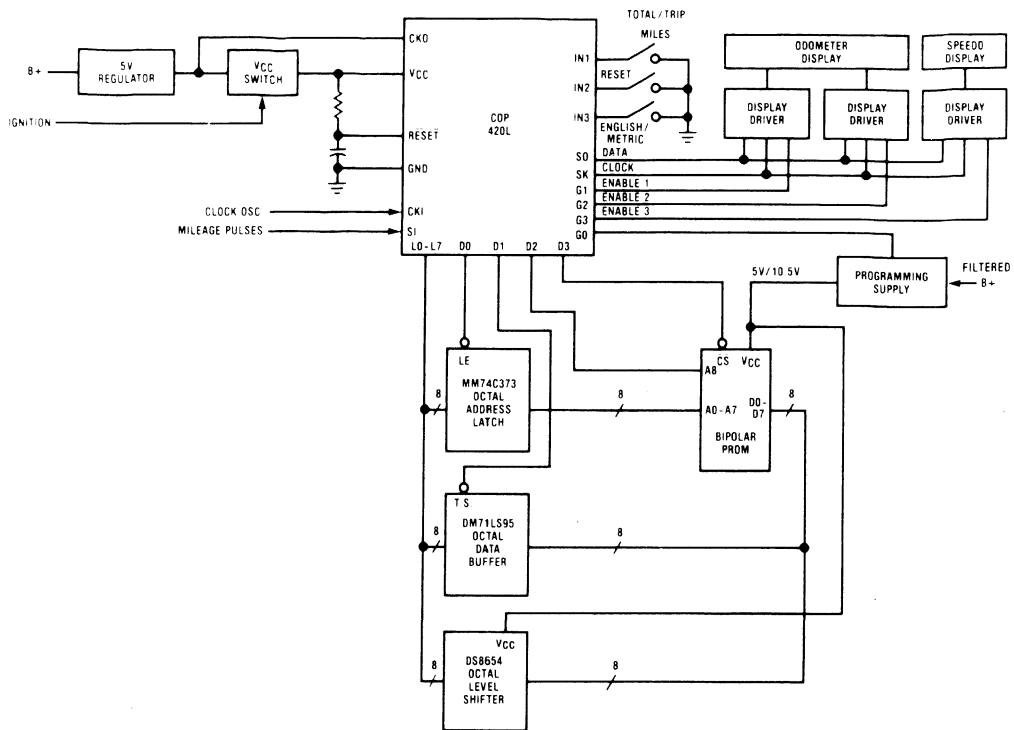 TOTAL/TRIP
CKO
MILES
IN1
ODOMETER
DISPLAY
SPEEDO
DISPLAY
B+
5V
REGULATOR
VCC
SWITCH
VCC
RESET
IN2
IGNITION
COP
420L
IN3
DISPLAY
DRIVER
DISPLAY
DRIVER
DISPLAY
DRIVER
RESET
ENGLISH/
METRIC
SO
DATA
GND
SK
CLOCK
G1
ENABLE 1
G2
ENABLE 2
CLOCK OSC
CKI
G3
ENABLE 3
MILEAGE PULSES
SI
G0
L0-L7
D0
D1
D2
D3
5V/10.5V
PROGRAMMING
SUPPLY
FILTERED
B+
LE
MM74C373
OCTAL
ADDRESS
LATCH
8
8
CS
VCC
A8
A0-A7
D0-
D7
8
BIPOLAR
PROM
TS
DM71LS95
OCTAL
DATA
BUFFER
8
8
VCC
DS8654
OCTAL
LEVEL
SHIFTER
8
8